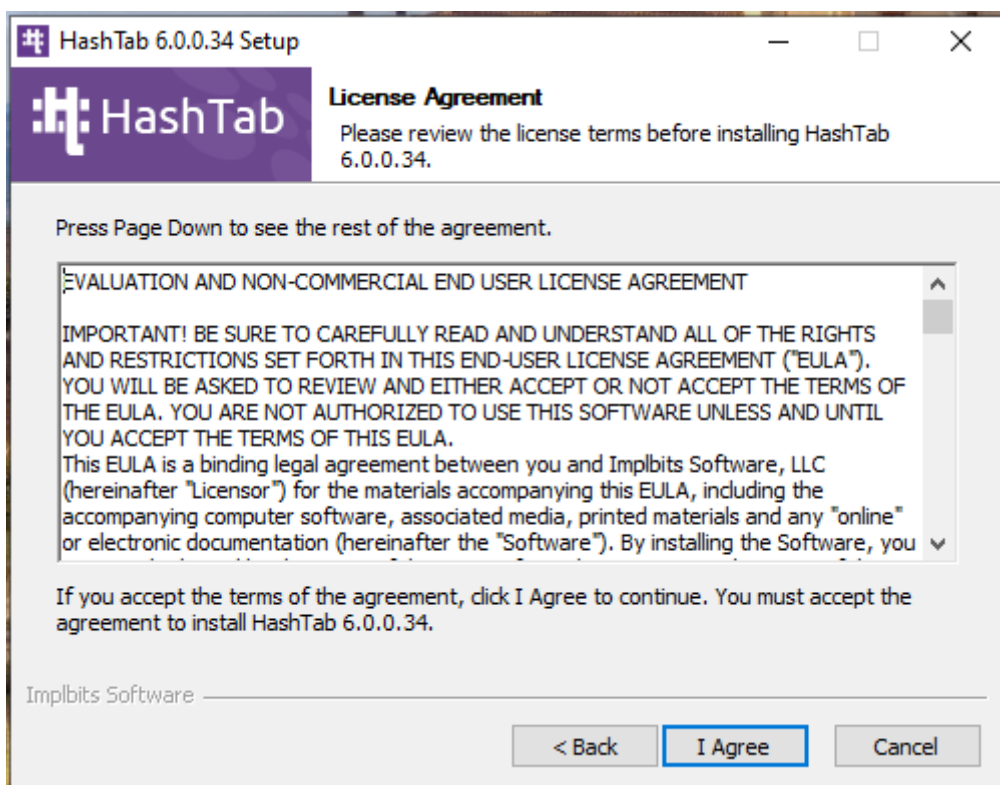 HashTab 6.0.0.34 Setup
HashTab
License Agreement
Please review the license terms before installing HashTab
6.0.0.34.
Press Page Down to see the rest of the agreement.
EVALUATION AND NON-COMMERCIAL END USER LICENSE AGREEMENT
IMPORTANT! BE SURE TO CAREFULLY READ AND UNDERSTAND ALL OF THE RIGHTS
AND RESTRICTIONS SET FORTH IN THIS END-USER LICENSE AGREEMENT ("EULA").
YOU WILL BE ASKED TO REVIEW AND EITHER ACCEPT OR NOT ACCEPT THE TERMS OF
THE EULA. YOU ARE NOT AUTHORIZED TO USE THIS SOFTWARE UNLESS AND UNTIL
YOU ACCEPT THE TERMS OF THIS EULA.
This EULA is a binding legal agreement between you and Implbits Software, LLC
(hereinafter "Licensor") for the materials accompanying this EULA, including the
accompanying computer software, associated media, printed materials and any "online"
or electronic documentation (hereinafter the "Software"). By installing the Software, you
If you accept the terms of the agreement, click I Agree to continue. You must accept the
agreement to install HashTab 6.0.0.34.
Implbits Software
< Back
I Agree
Cancel